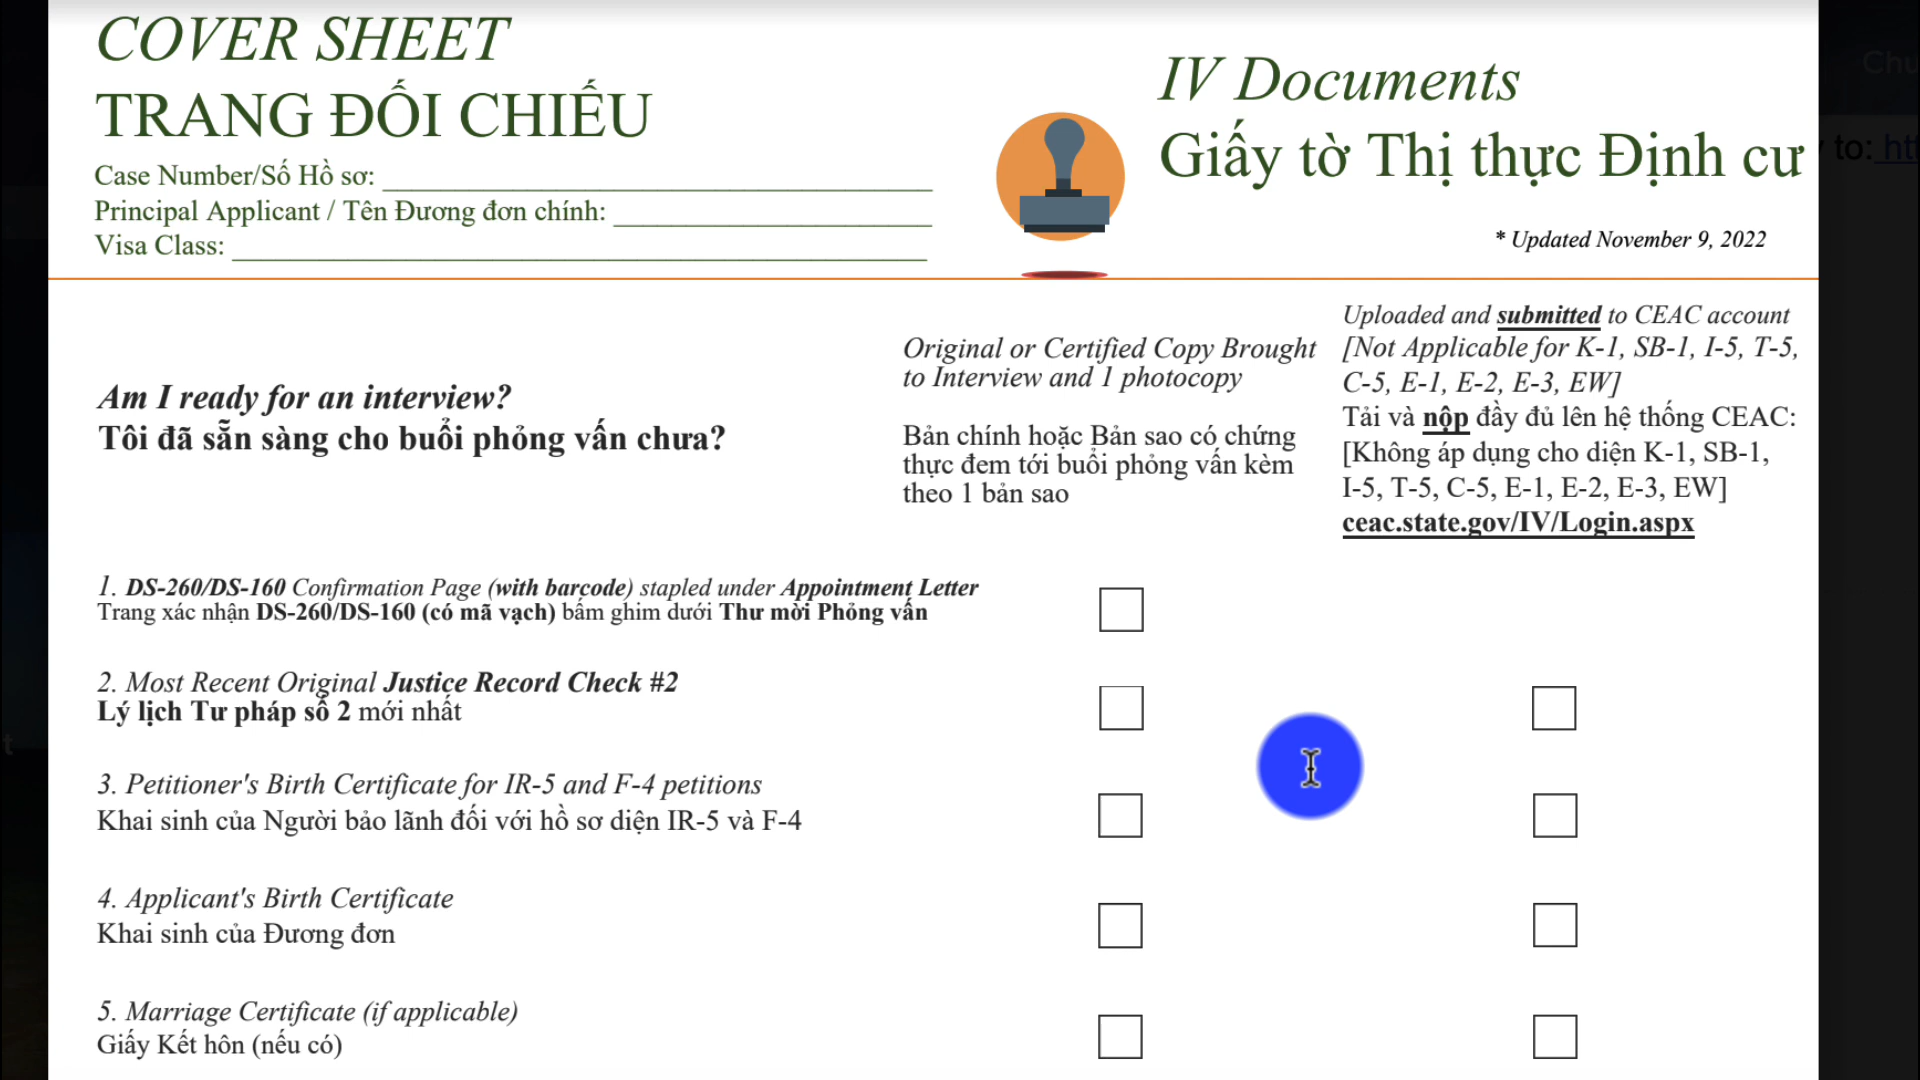 COVER SHEET
TRANG ĐỐI CHIẾU
Case Number/Số Hồ sơ:
Principal Applicant / Tên Đương đơn chính:
Visa Class:
IV Documents
Giấy tờ Thị thực Định cư
* Updated November 9, 2022
Am I ready for an interview?
Tôi đã sẵn sàng cho buổi phỏng vấn chưa?
Original or Certified Copy Brought
to Interview and 1 photocopy
Bản chính hoặc Bản sao có chứng
thực đem tới buổi phỏng vấn kèm
theo 1 bản sao
Uploaded and submitted to CEAC account
[Not Applicable for K-1, SB-1, I-5, T-5,
C-5, E-1, E-2, E-3, EW]
Tải và nộp đầy đủ lên hệ thống CEAC:
[Không áp dụng cho diện K-1, SB-1,
I-5, T-5, C-5, E-1, E-2, E-3, EW]
ceac.state.gov/IV/Login.aspx
1. DS-260/DS-160 Confirmation Page (with barcode) stapled under Appointment Letter
Trang xác nhận DS-260/DS-160 (có mã vạch) bấm ghim dưới Thư mời Phỏng vấn
2. Most Recent Original Justice Record Check #2
Lý lịch Tư pháp số 2 mới nhất
3. Petitioner's Birth Certificate for IR-5 and F-4 petitions
Khai sinh của Người bảo lãnh đối với hồ sơ diện IR-5 và F-4
4. Applicant's Birth Certificate
Khai sinh của Đương đơn
5. Marriage Certificate (if applicable)
Giấy Kết hôn (nếu có)
to: